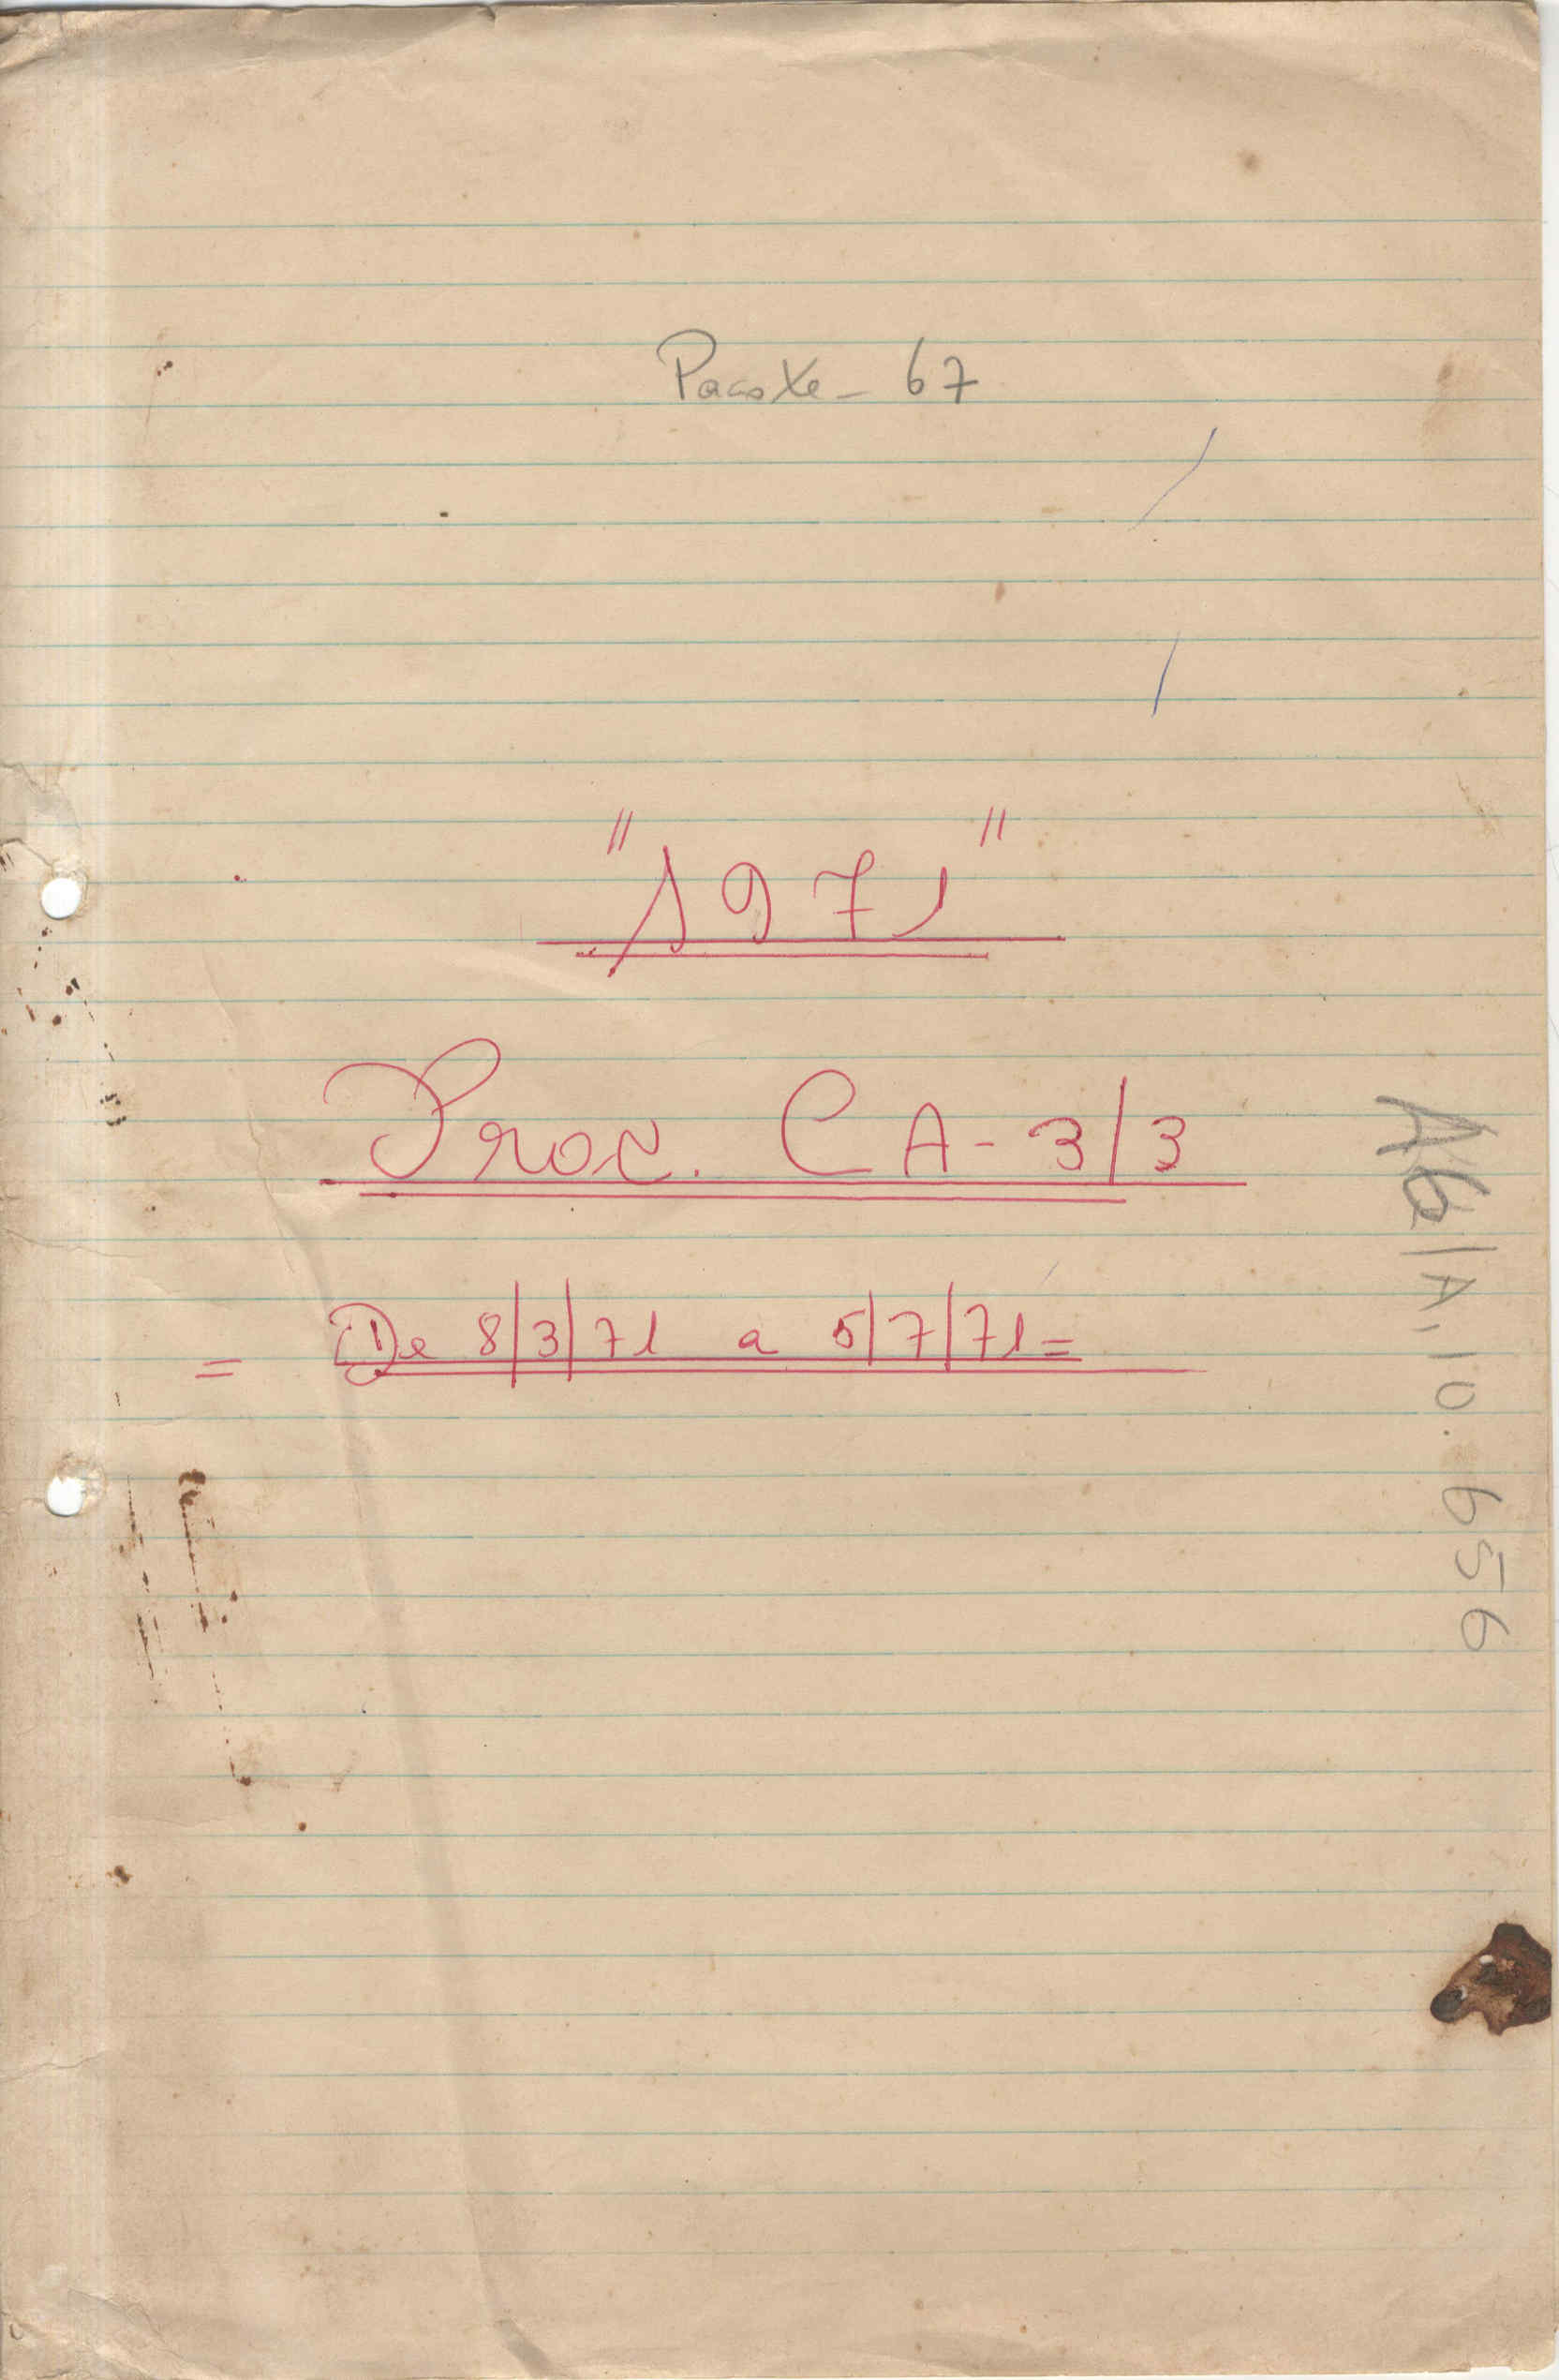 Pacote - 67
"1971"
Proc. CA - 3/3
= De 8/3/71 a 5/7/71 =
A6/A.10.656